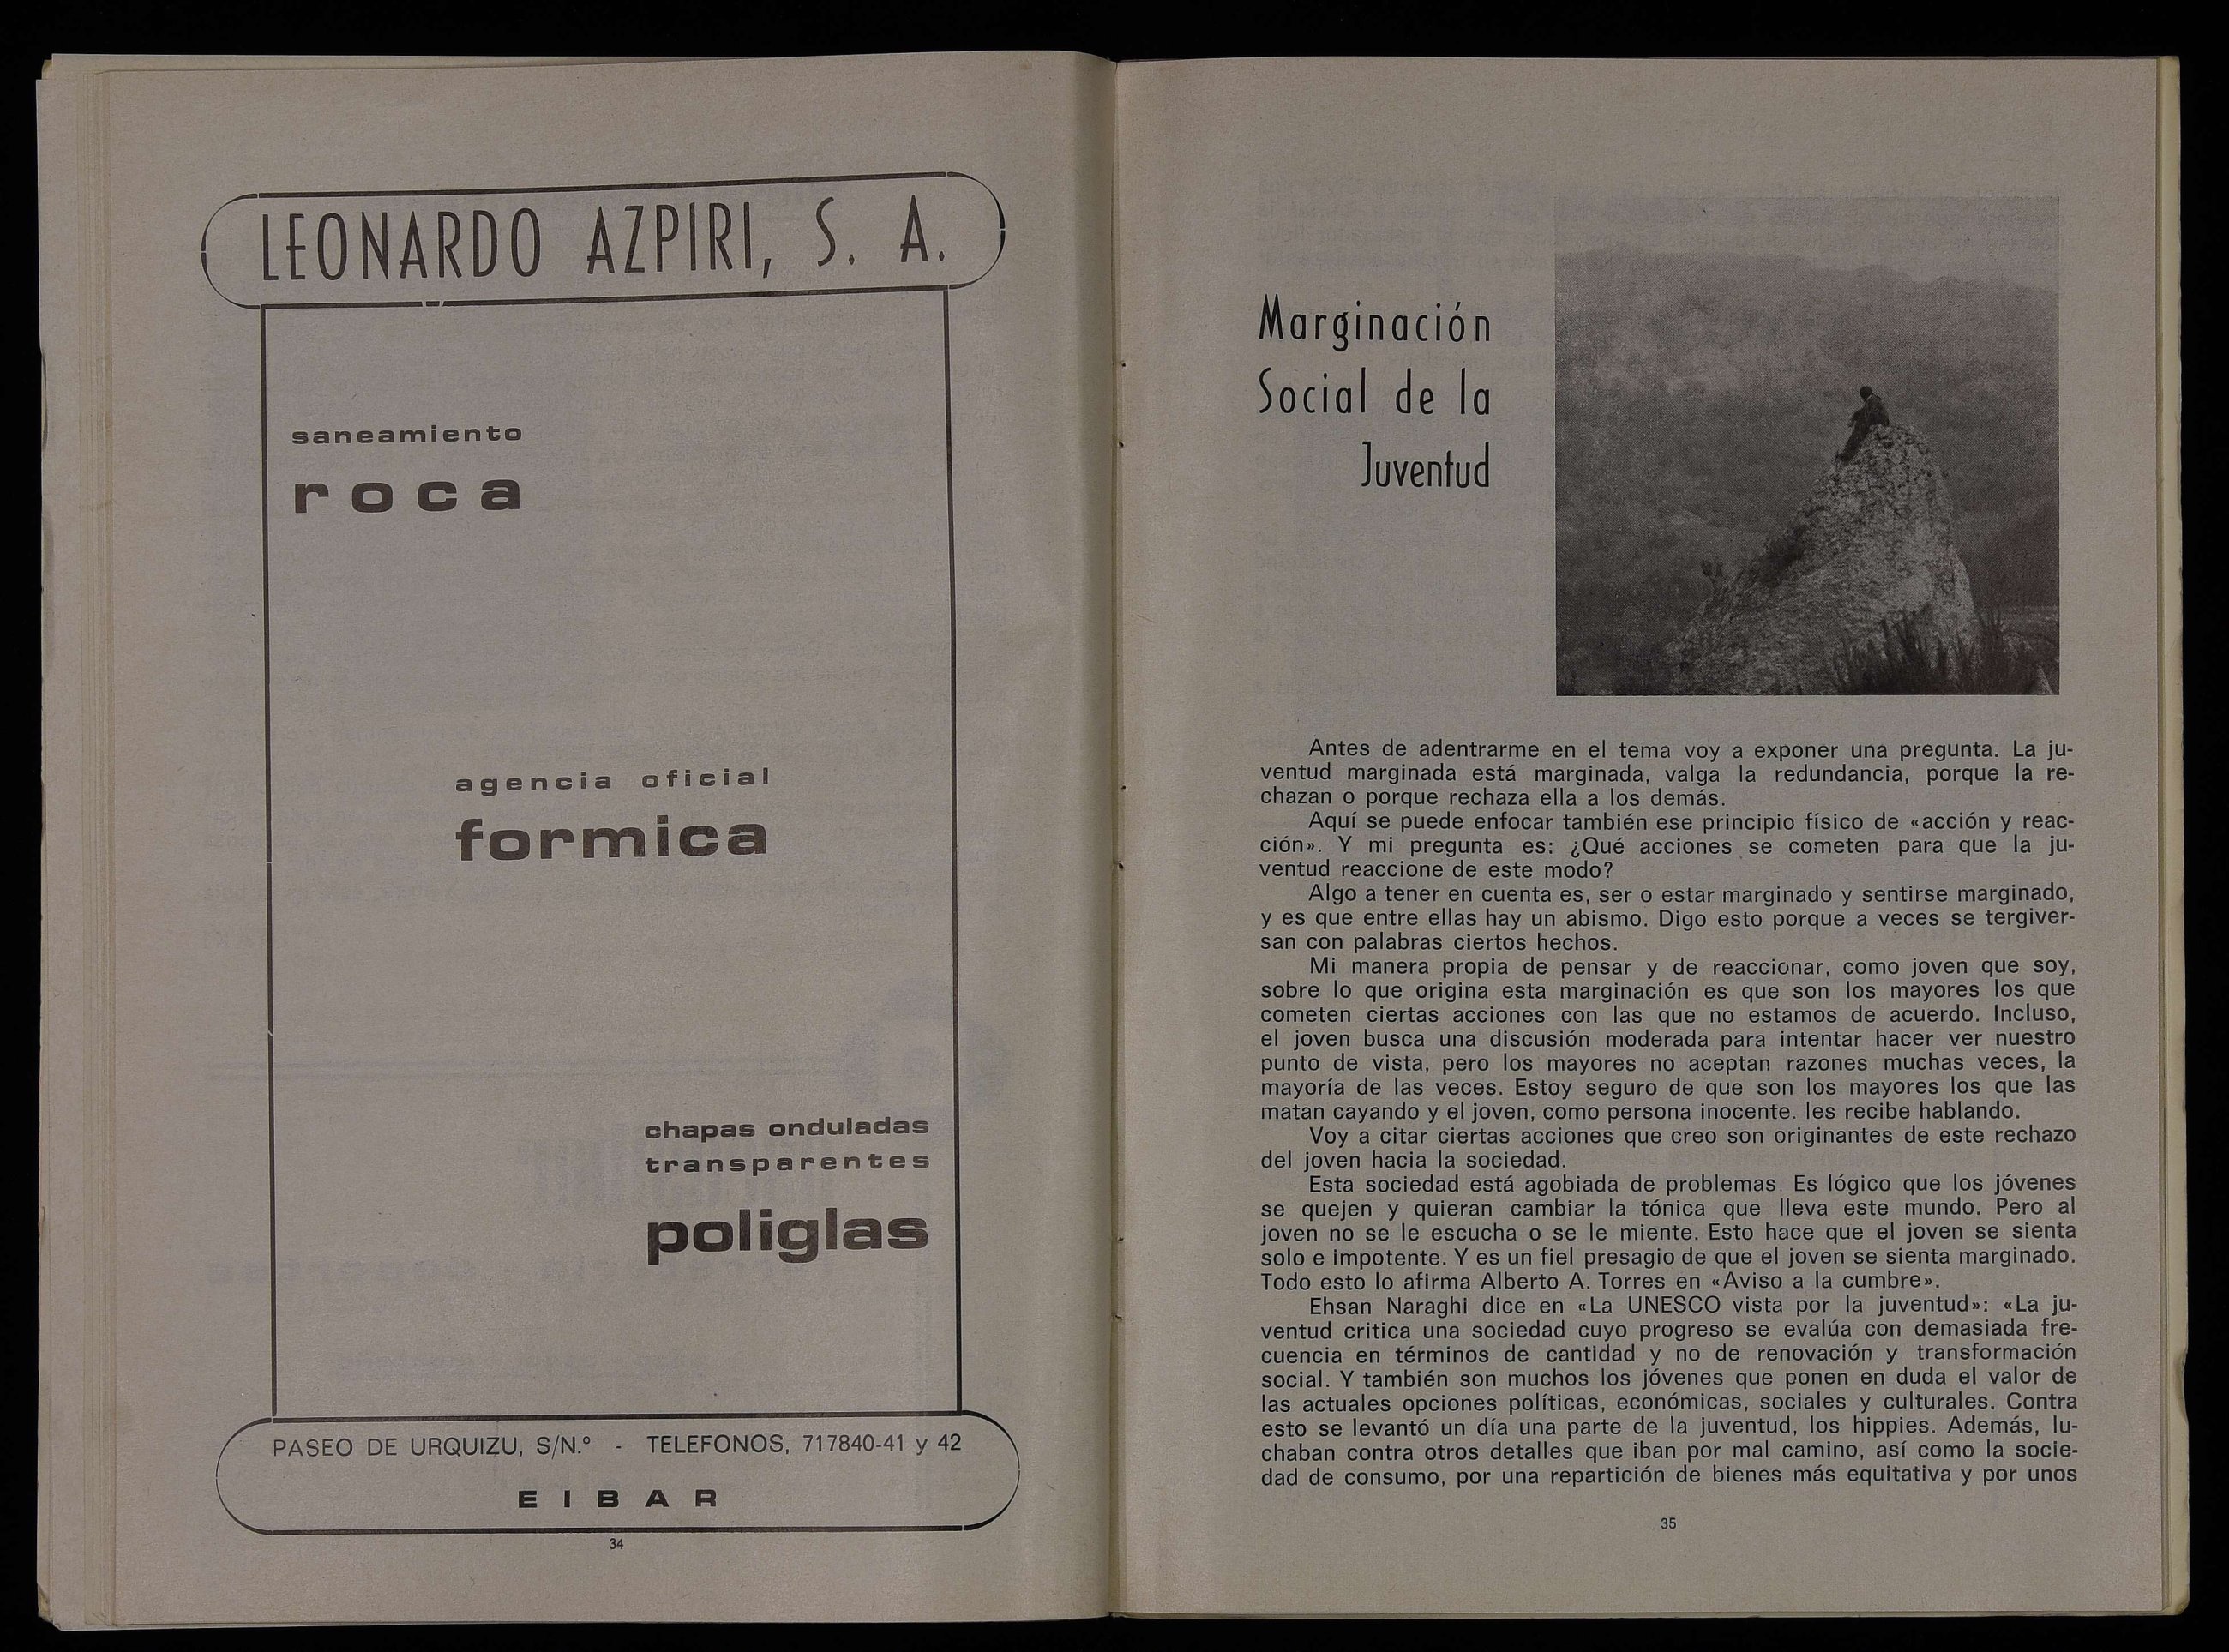 LEONARDO AZPIRI, S. A.
saneamiento
roca
agencia oficial
formica
chapas onduladas
transparentes
poliglas
PASEO DE URQUIZU, S/N.º - TELEFONOS, 717840-41 y 42
EIBAR
34
Marginación
Social de la
Juventud
Antes de adentrarme en el tema voy a exponer una pregunta. La ju-
ventud marginada está marginada, valga la redundancia, porque la re-
chazan o porque rechaza ella a los demás.
Aquí se puede enfocar también ese principio físico de «acción y reac-
ción». Y mi pregunta es: ¿Qué acciones se cometen para que la ju-
ventud reaccione de este modo?
Algo a tener en cuenta es, ser o estar marginado y sentirse marginado,
y es que entre ellas hay un abismo. Digo esto porque a veces se tergiver-
san con palabras ciertos hechos.
Mi manera propia de pensar y de reaccionar, como joven que soy,
sobre lo que origina esta marginación es que son los mayores los que
cometen ciertas acciones con las que no estamos de acuerdo. Incluso,
el joven busca una discusión moderada para intentar hacer ver nuestro
punto de vista, pero los mayores no aceptan razones muchas veces, la
mayoría de las veces. Estoy seguro de que son los mayores los que las
matan cayando y el joven, como persona inocente. les recibe hablando.
Voy a citar ciertas acciones que creo son originantes de este rechazo
del joven hacia la sociedad.
Esta sociedad está agobiada de problemas. Es lógico que los jóvenes
se quejen y quieran cambiar la tónica que lleva este mundo. Pero al
joven no se le escucha o se le miente. Esto hace que el joven se sienta
solo e impotente. Y es un fiel presagio de que el joven se sienta marginado.
Todo esto lo afirma Alberto A. Torres en «Aviso a la cumbre».
Ehsan Naraghi dice en «La UNESCO vista por la juventud»: «La ju-
ventud critica una sociedad cuyo progreso se evalúa con demasiada fre-
cuencia en términos de cantidad y no de renovación y transformación
social. Y también son muchos los jóvenes que ponen en duda el valor de
las actuales opciones políticas, económicas, sociales y culturales. Contra
esto se levantó un día una parte de la juventud, los hippies. Además, lu-
chaban contra otros detalles que iban por mal camino, así como la socie-
dad de consumo, por una repartición de bienes más equitativa y por unos
35